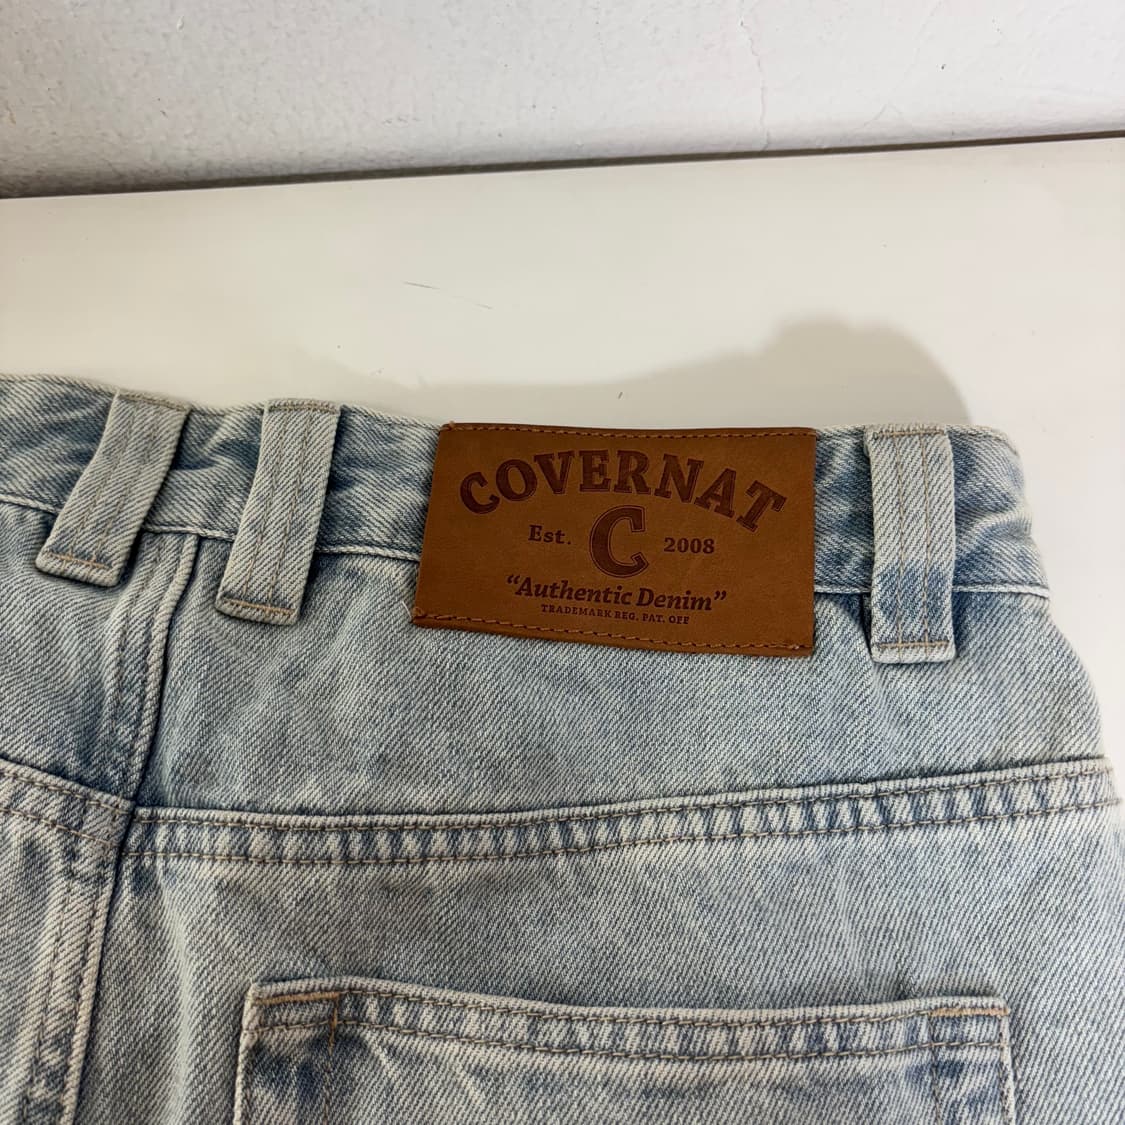 COVERNAT
Est. C 2008
“Authentic Denim”
TRADEMARK REG. PAT. OFF